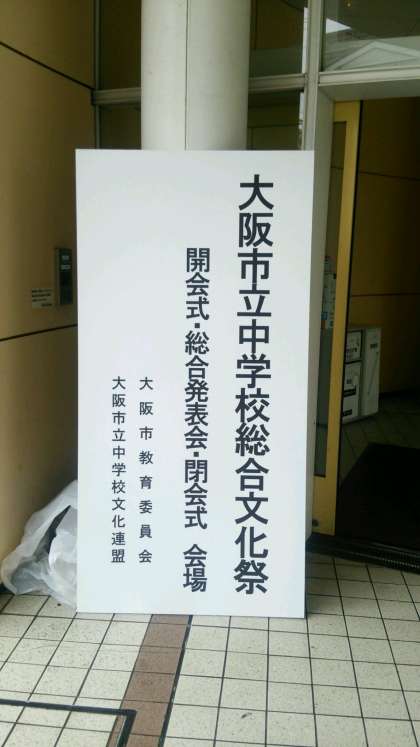 大阪市立中学校総合文化祭
開会式・総合発表会・閉会式 会場
大阪市教育委員会
大阪市立中学校文化連盟